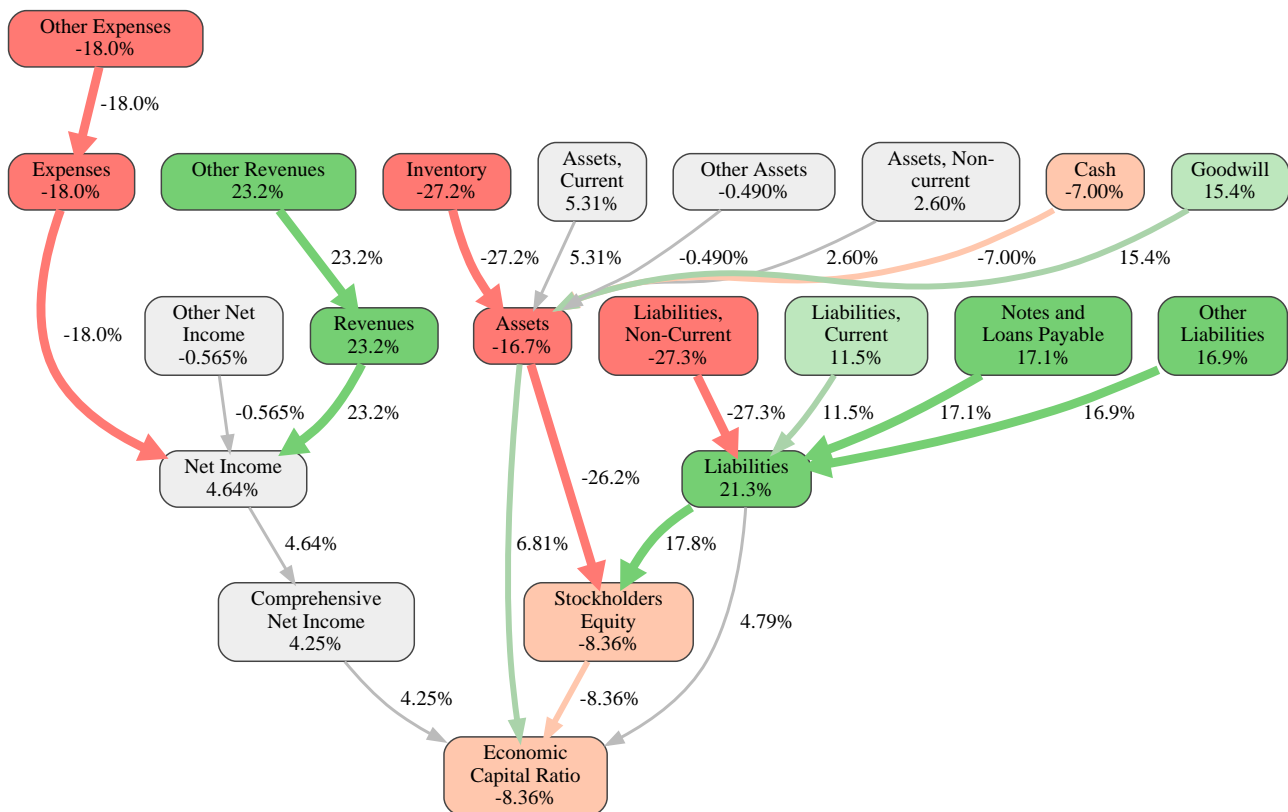 Other Expenses
-18.0%
-18.0%
Expenses
-18.0%
Other Revenues
23.2%
Inventory
-27.2%
Assets,
Current
5.31%
Other Assets
-0.490%
Assets, Non-
current
2.60%
Cash
-7.00%
Goodwill
15.4%
23.2%
-27.2%
5.31%
-0.490%
2.60%
-7.00%
15.4%
-18.0%
Other Net
Income
-0.565%
Revenues
23.2%
Assets
-16.7%
Liabilities,
Non-Current
-27.3%
Liabilities,
Current
11.5%
Notes and
Loans Payable
17.1%
Other
Liabilities
16.9%
-0.565%
23.2%
-27.3%
11.5%
17.1%
16.9%
Net Income
4.64%
-26.2%
Liabilities
21.3%
4.64%
6.81%
17.8%
Comprehensive
Net Income
4.25%
Stockholders
Equity
-8.36%
4.79%
4.25%
-8.36%
Economic
Capital Ratio
-8.36%